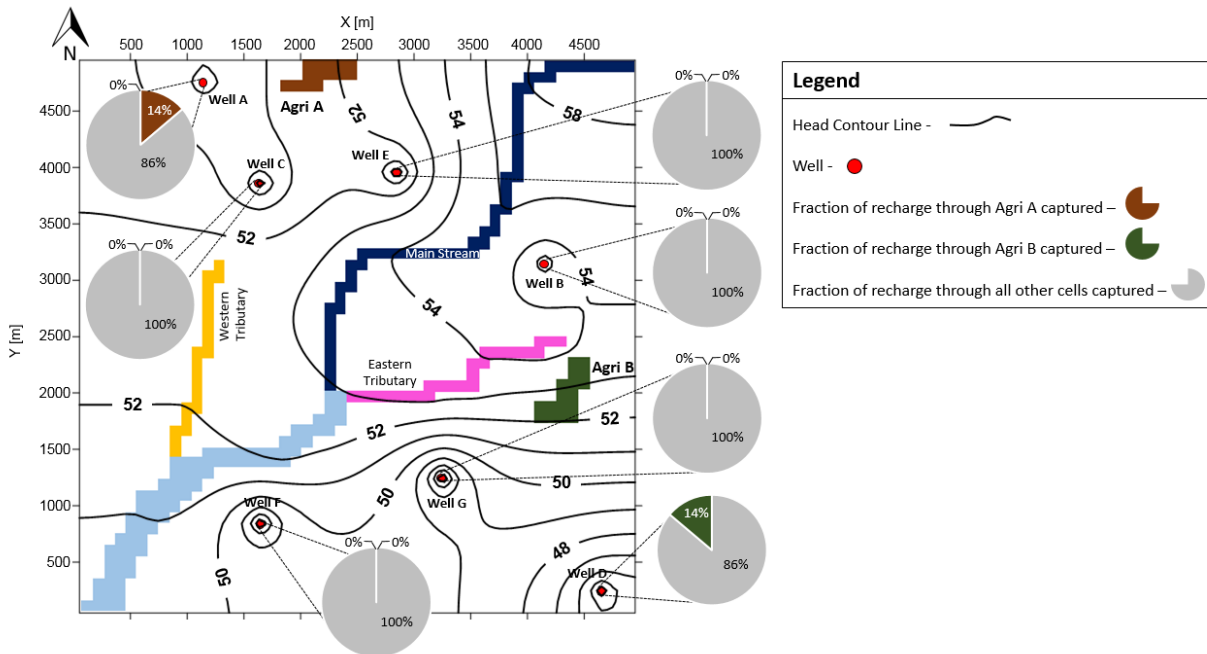 X [m]
N
500 1000 1500 2000 2500 3000 3500 4000 4500
Legend
0% 0%
0%
4500
Well A
Agri A
14%
52
54
58
Head Contour Line -
86%
Well E
100%
4000
Well C
Well -
3500
Fraction of recharge through Agri A captured –
52
0% 0%
0% 0%
Main Stream
Fraction of recharge through Agri B captured –
3000
Well B
54
100%
Fraction of recharge through all other cells captured –
100%
Western
Tributary
54
Y [m]
2500
Eastern
Tributary
Agri B
0% 0%
2000
52
52
52
100%
1500
50
50
Well G
1000
Well F
14%
0% 0%
48
86%
500
50
Well D
100%